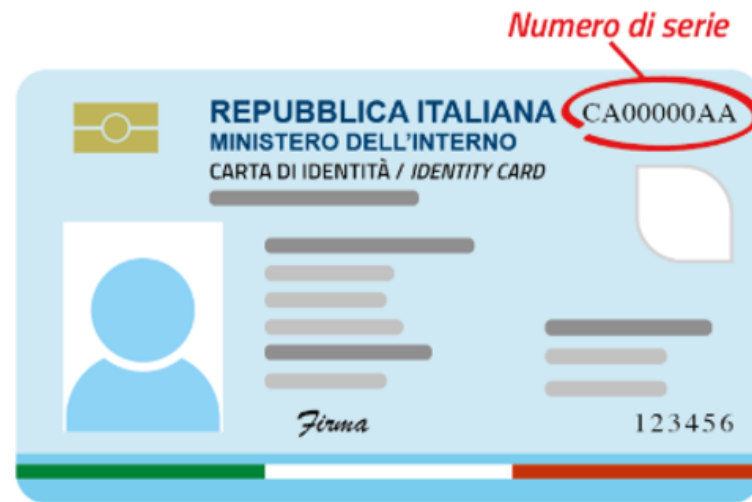 Numero di serie
REPUBBLICA ITALIANA CA00000AA
MINISTERO DELL'INTERNO
CARTA DI IDENTITÀ / IDENTITY CARD
Firma 123456